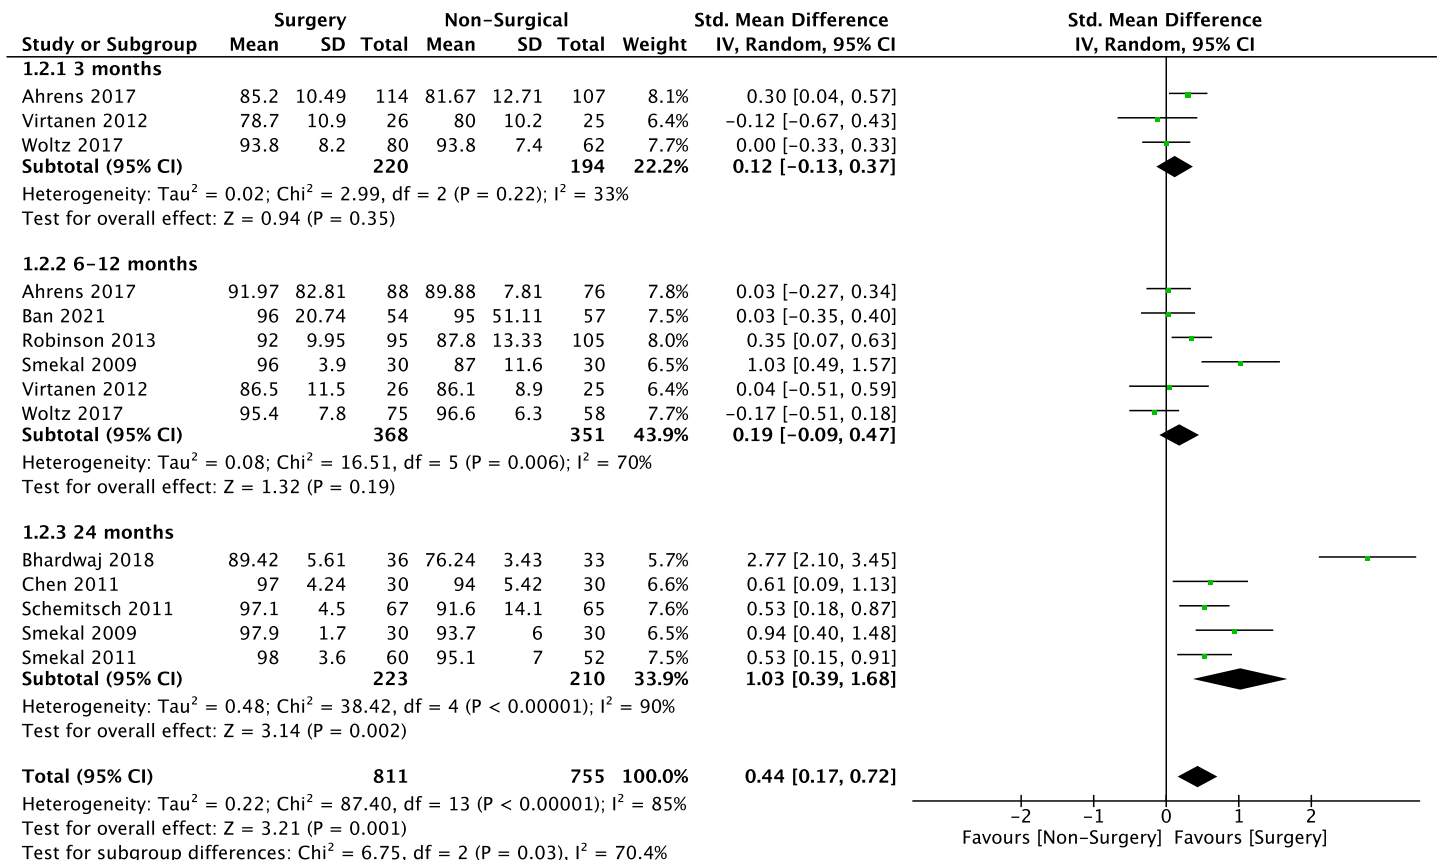 Surgery Non-Surgical Std. Mean Difference Std. Mean Difference
Study or Subgroup Mean SD Total Mean SD Total Weight IV, Random, 95% CI IV, Random, 95% CI
1.2.1 3 months
Ahrens 2017 85.2 10.49 114 81.67 12.71 107 8.1% 0.30 [0.04, 0.57]
Virtanen 2012 78.7 10.9 26 80 10.2 25 6.4% −0.12 [−0.67, 0.43]
Woltz 2017 93.8 8.2 80 93.8 7.4 62 7.7% 0.00 [−0.33, 0.33]
Subtotal (95% CI) 220 194 22.2% 0.12 [−0.13, 0.37]
Heterogeneity: Tau² = 0.02; Chi² = 2.99, df = 2 (P = 0.22); I² = 33%
Test for overall effect: Z = 0.94 (P = 0.35)
1.2.2 6−12 months
Ahrens 2017 91.97 82.81 88 89.88 7.81 76 7.8% 0.03 [−0.27, 0.34]
Ban 2021 96 20.74 54 95 51.11 57 7.5% 0.03 [−0.35, 0.40]
Robinson 2013 92 9.95 95 87.8 13.33 105 8.0% 0.35 [0.07, 0.63]
Smekal 2009 96 3.9 30 87 11.6 30 6.5% 1.03 [0.49, 1.57]
Virtanen 2012 86.5 11.5 26 86.1 8.9 25 6.4% 0.04 [−0.51, 0.59]
Woltz 2017 95.4 7.8 75 96.6 6.3 58 7.7% −0.17 [−0.51, 0.18]
Subtotal (95% CI) 368 351 43.9% 0.19 [−0.09, 0.47]
Heterogeneity: Tau² = 0.08; Chi² = 16.51, df = 5 (P = 0.006); I² = 70%
Test for overall effect: Z = 1.32 (P = 0.19)
1.2.3 24 months
Bhardwaj 2018 89.42 5.61 36 76.24 3.43 33 5.7% 2.77 [2.10, 3.45]
Chen 2011 97 4.24 30 94 5.42 30 6.6% 0.61 [0.09, 1.13]
Schemitsch 2011 97.1 4.5 67 91.6 14.1 65 7.6% 0.53 [0.18, 0.87]
Smekal 2009 97.9 1.7 30 93.7 6 30 6.5% 0.94 [0.40, 1.48]
Smekal 2011 98 3.6 60 95.1 7 52 7.5% 0.53 [0.15, 0.91]
Subtotal (95% CI) 223 210 33.9% 1.03 [0.39, 1.68]
Heterogeneity: Tau² = 0.48; Chi² = 38.42, df = 4 (P < 0.00001); I² = 90%
Test for overall effect: Z = 3.14 (P = 0.002)
Total (95% CI) 811 755 100.0% 0.44 [0.17, 0.72]
Heterogeneity: Tau² = 0.22; Chi² = 87.40, df = 13 (P < 0.00001); I² = 85%
Test for overall effect: Z = 3.21 (P = 0.001)
Test for subgroup differences: Chi² = 6.75, df = 2 (P = 0.03), I² = 70.4%
−2 −1 0 1 2
Favours [Non−Surgery] Favours [Surgery]